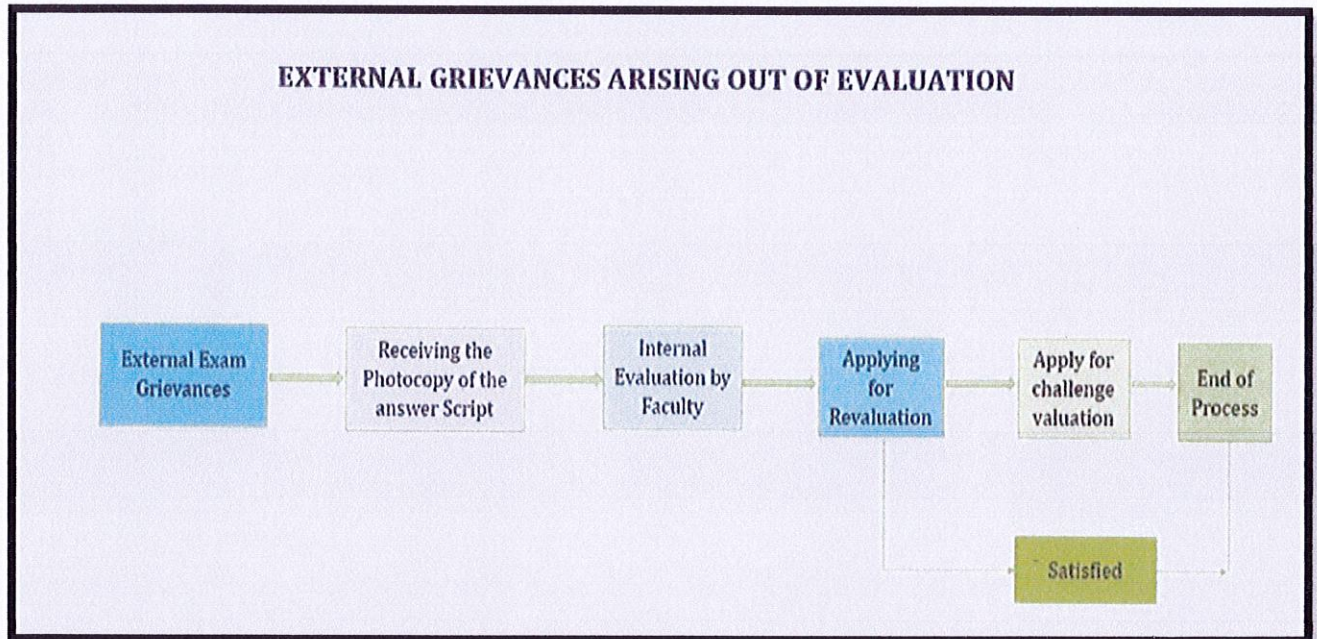 EXTERNAL GRIEVANCES ARISING OUT OF EVALUATION
External Exam
Grievances
Receiving the
Photocopy of the
answer Script
Internal
Evaluation by
Faculty
Applying
for
Revaluation
Apply for
challenge
valuation
End of
Process
Satisfied